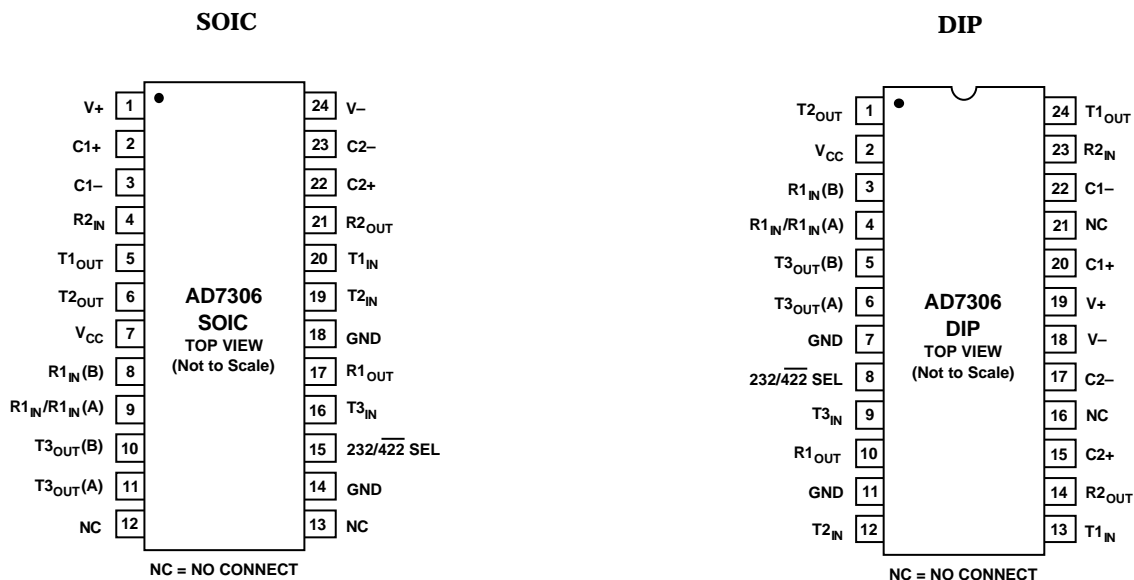 SOIC
V+ 1 24 V–
C1+ 2 23 C2–
C1– 3 22 C2+
R2IN 4 21 R2OUT
T1OUT 5 20 T1IN
T2OUT 6 19 T2IN
VCC 7 18 GND
R1IN(B) 8 17 R1OUT
R1IN/R1IN(A) 9 16 T3IN
T3OUT(B) 10 15 232/422 SEL
T3OUT(A) 11 14 GND
NC 12 13 NC
AD7306
SOIC
TOP VIEW
(Not to Scale)
NC = NO CONNECT
DIP
T2OUT 1 24 T1OUT
VCC 2 23 R2IN
R1IN(B) 3 22 C1–
R1IN/R1IN(A) 4 21 NC
T3OUT(B) 5 20 C1+
T3OUT(A) 6 19 V+
GND 7 18 V–
232/422 SEL 8 17 C2–
T3IN 9 16 NC
R1OUT 10 15 C2+
GND 11 14 R2OUT
T2IN 12 13 T1IN
AD7306
DIP
TOP VIEW
(Not to Scale)
NC = NO CONNECT